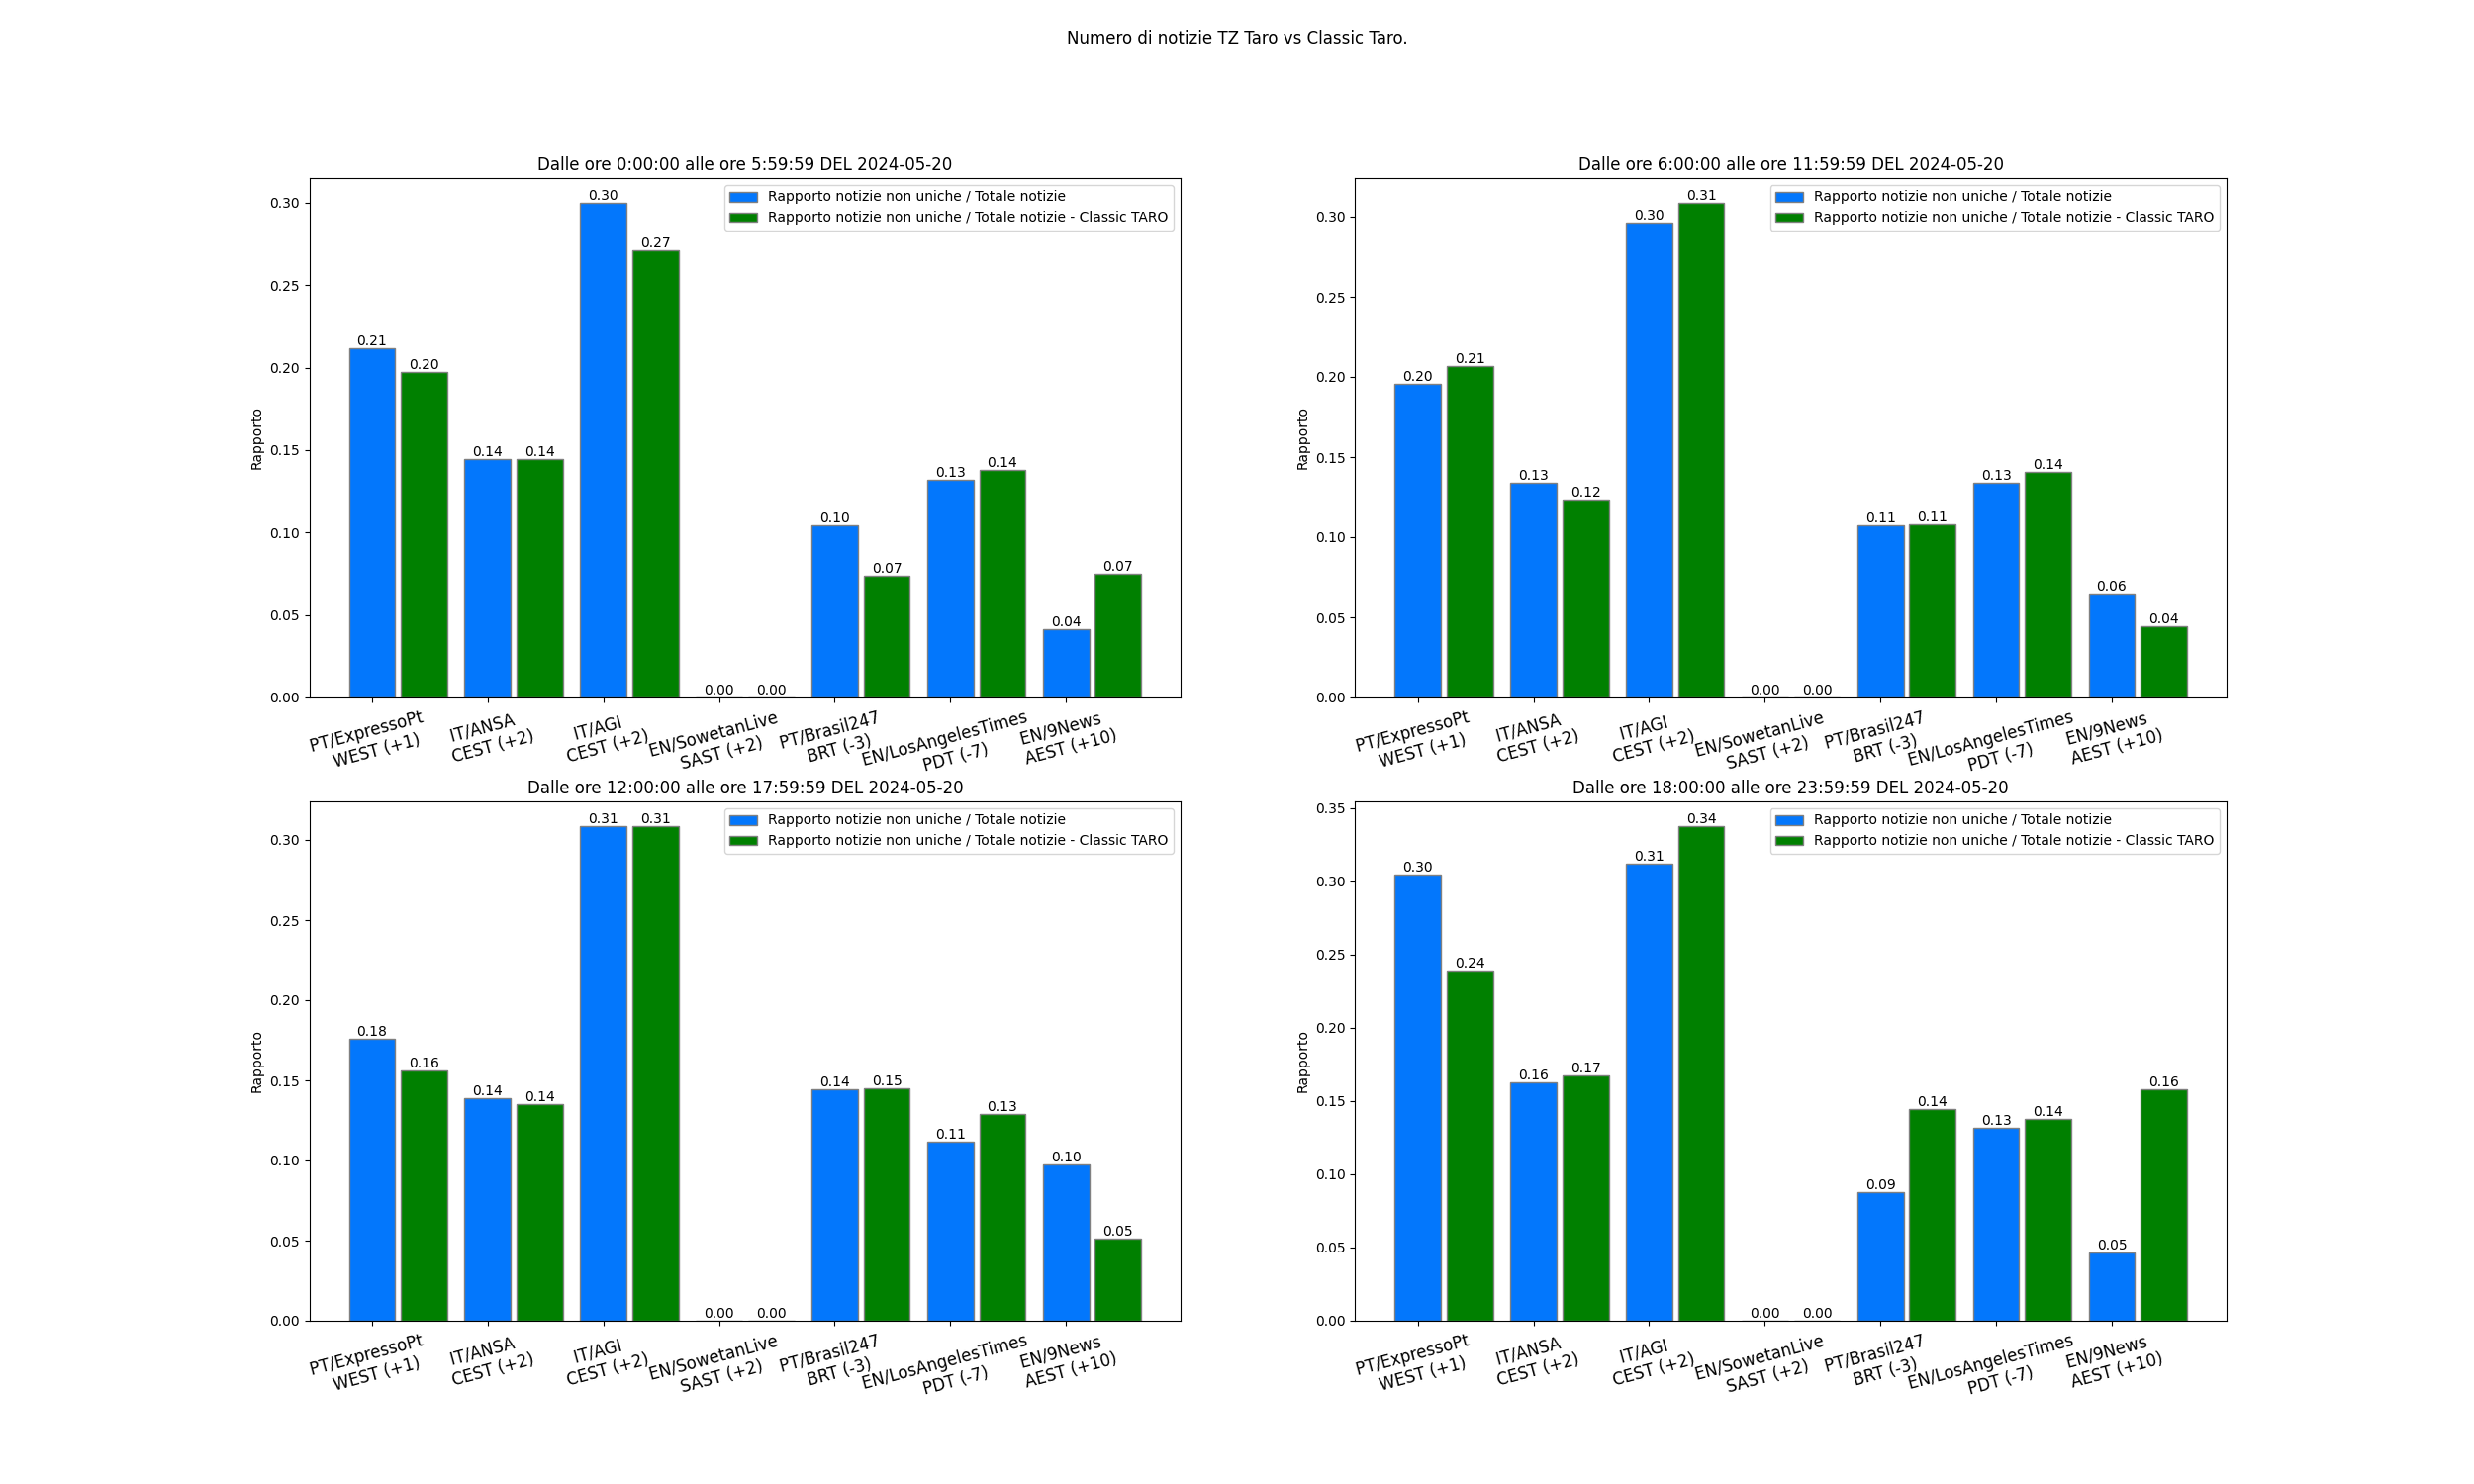 Numero di notizie TZ Taro vs Classic Taro.
Dalle ore 0:00:00 alle ore 5:59:59 DEL 2024-05-20
Rapporto notizie non uniche / Totale notizie
Rapporto notizie non uniche / Totale notizie - Classic TARO
Rapporto
0.30
0.25
0.20
0.15
0.10
0.05
0.00
0.21
0.20
0.14
0.14
0.30
0.27
0.00
0.00
0.10
0.07
0.13
0.14
0.04
0.07
PT/ExpressoPt
WEST (+1)
IT/ANSA
CEST (+2)
IT/AGI
CEST (+2)
EN/SowetanLive
SAST (+2)
PT/Brasil247
BRT (-3)
EN/LosAngelesTimes
PDT (-7)
EN/9News
AEST (+10)
Dalle ore 6:00:00 alle ore 11:59:59 DEL 2024-05-20
Rapporto notizie non uniche / Totale notizie
Rapporto notizie non uniche / Totale notizie - Classic TARO
Rapporto
0.30
0.25
0.20
0.15
0.10
0.05
0.00
0.20
0.21
0.13
0.12
0.30
0.31
0.00
0.00
0.11
0.11
0.13
0.14
0.06
0.04
PT/ExpressoPt
WEST (+1)
IT/ANSA
CEST (+2)
IT/AGI
CEST (+2)
EN/SowetanLive
SAST (+2)
PT/Brasil247
BRT (-3)
EN/LosAngelesTimes
PDT (-7)
EN/9News
AEST (+10)
Dalle ore 12:00:00 alle ore 17:59:59 DEL 2024-05-20
Rapporto notizie non uniche / Totale notizie
Rapporto notizie non uniche / Totale notizie - Classic TARO
Rapporto
0.30
0.25
0.20
0.15
0.10
0.05
0.00
0.18
0.16
0.14
0.14
0.31
0.31
0.00
0.00
0.14
0.15
0.11
0.13
0.10
0.05
PT/ExpressoPt
WEST (+1)
IT/ANSA
CEST (+2)
IT/AGI
CEST (+2)
EN/SowetanLive
SAST (+2)
PT/Brasil247
BRT (-3)
EN/LosAngelesTimes
PDT (-7)
EN/9News
AEST (+10)
Dalle ore 18:00:00 alle ore 23:59:59 DEL 2024-05-20
Rapporto notizie non uniche / Totale notizie
Rapporto notizie non uniche / Totale notizie - Classic TARO
Rapporto
0.35
0.30
0.25
0.20
0.15
0.10
0.05
0.00
0.30
0.24
0.16
0.17
0.31
0.34
0.00
0.00
0.09
0.14
0.13
0.14
0.05
0.16
PT/ExpressoPt
WEST (+1)
IT/ANSA
CEST (+2)
IT/AGI
CEST (+2)
EN/SowetanLive
SAST (+2)
PT/Brasil247
BRT (-3)
EN/LosAngelesTimes
PDT (-7)
EN/9News
AEST (+10)